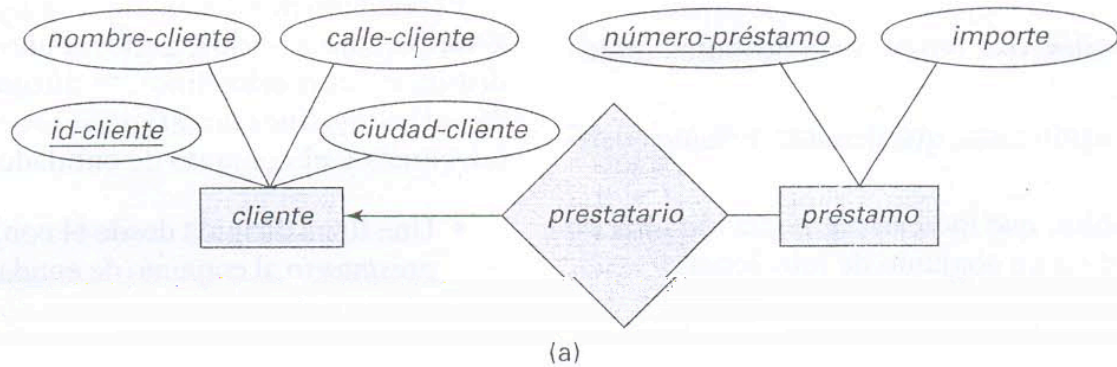 nombre-cliente
calle-cliente
número-préstamo
importe
id-cliente
ciudad-cliente
cliente
prestatario
préstamo
(a)